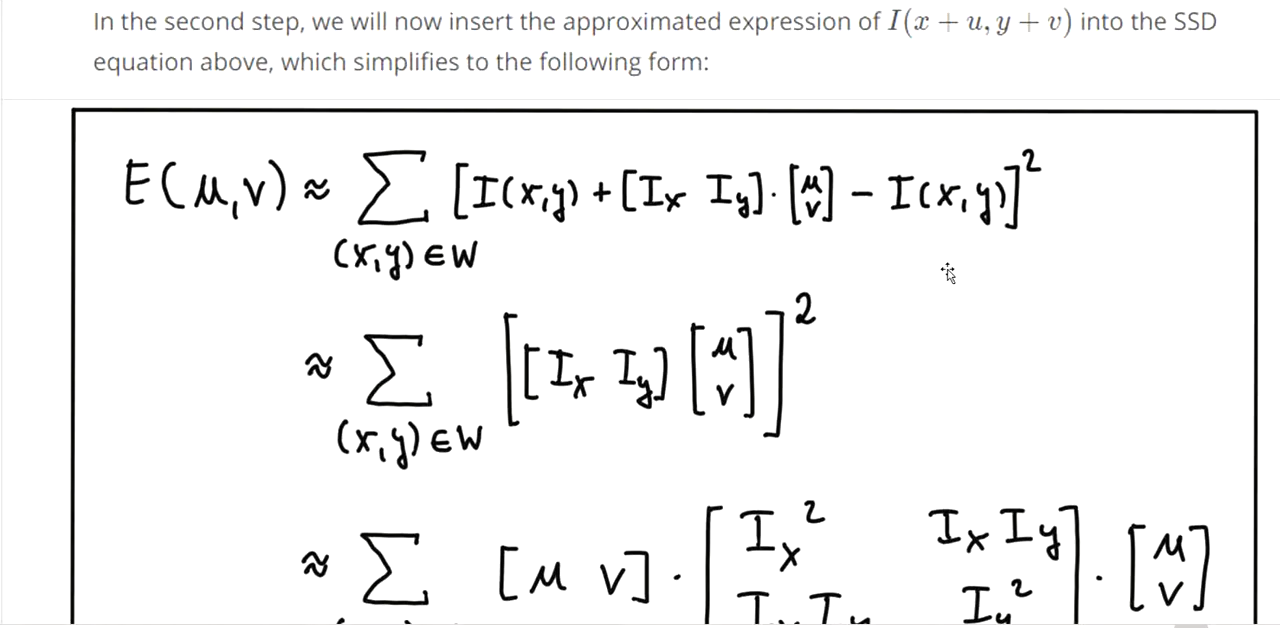 In the second step, we will now insert the approximated expression of I(x + u, y + v) into the SSD
equation above, which simplifies to the following form:
E(u,v) ≈ Σ [I(x,y) + [Ix Iy]·[u v] − I(x,y)]²
(x,y) ∈ W
≈ Σ [[Ix Iy] [u v]]²
(x,y) ∈ W
≈ Σ [u v] · [Ix² IxIy Iy²] · [u v]